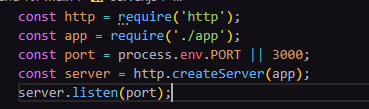 const http = require('http');
const app = require('./app');
const port = process.env.PORT || 3000;
const server = http.createServer(app);
server.listen(port);